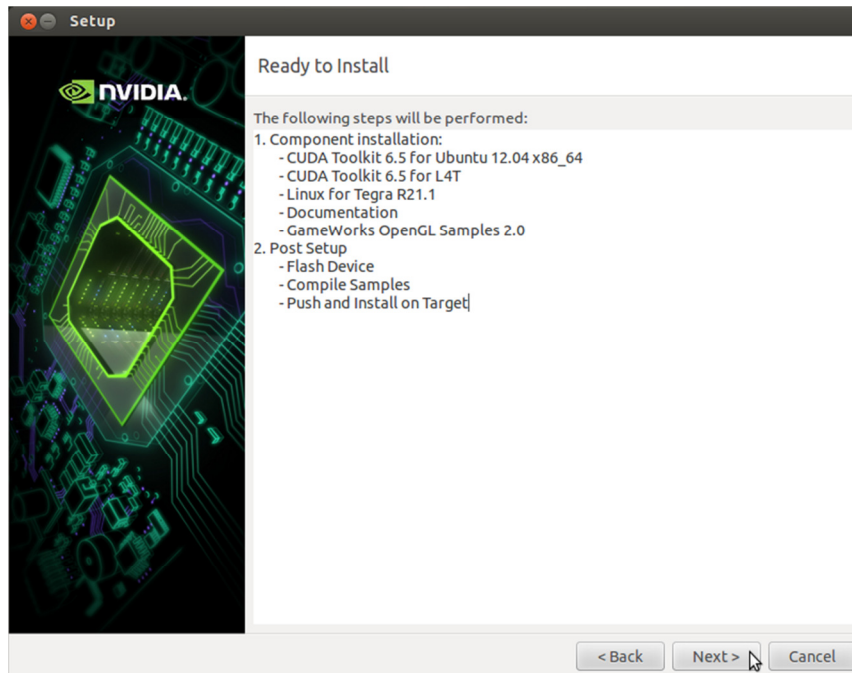 Setup
NVIDIA.
Ready to Install
The following steps will be performed:
1. Component installation:
- CUDA Toolkit 6.5 for Ubuntu 12.04 x86_64
- CUDA Toolkit 6.5 for L4T
- Linux for Tegra R21.1
- Documentation
- GameWorks OpenGL Samples 2.0
2. Post Setup
- Flash Device
- Compile Samples
- Push and Install on Target
< Back
Next >
Cancel